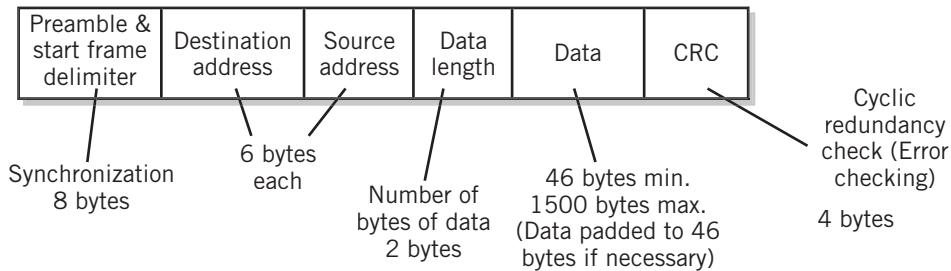 Preamble &
start frame
delimiter
Destination
address
Source
address
Data
length
Data
CRC
Synchronization
8 bytes
6 bytes
each
Number of
bytes of data
2 bytes
46 bytes min.
1500 bytes max.
(Data padded to 46
bytes if necessary)
Cyclic
redundancy
check (Error
checking)
4 bytes